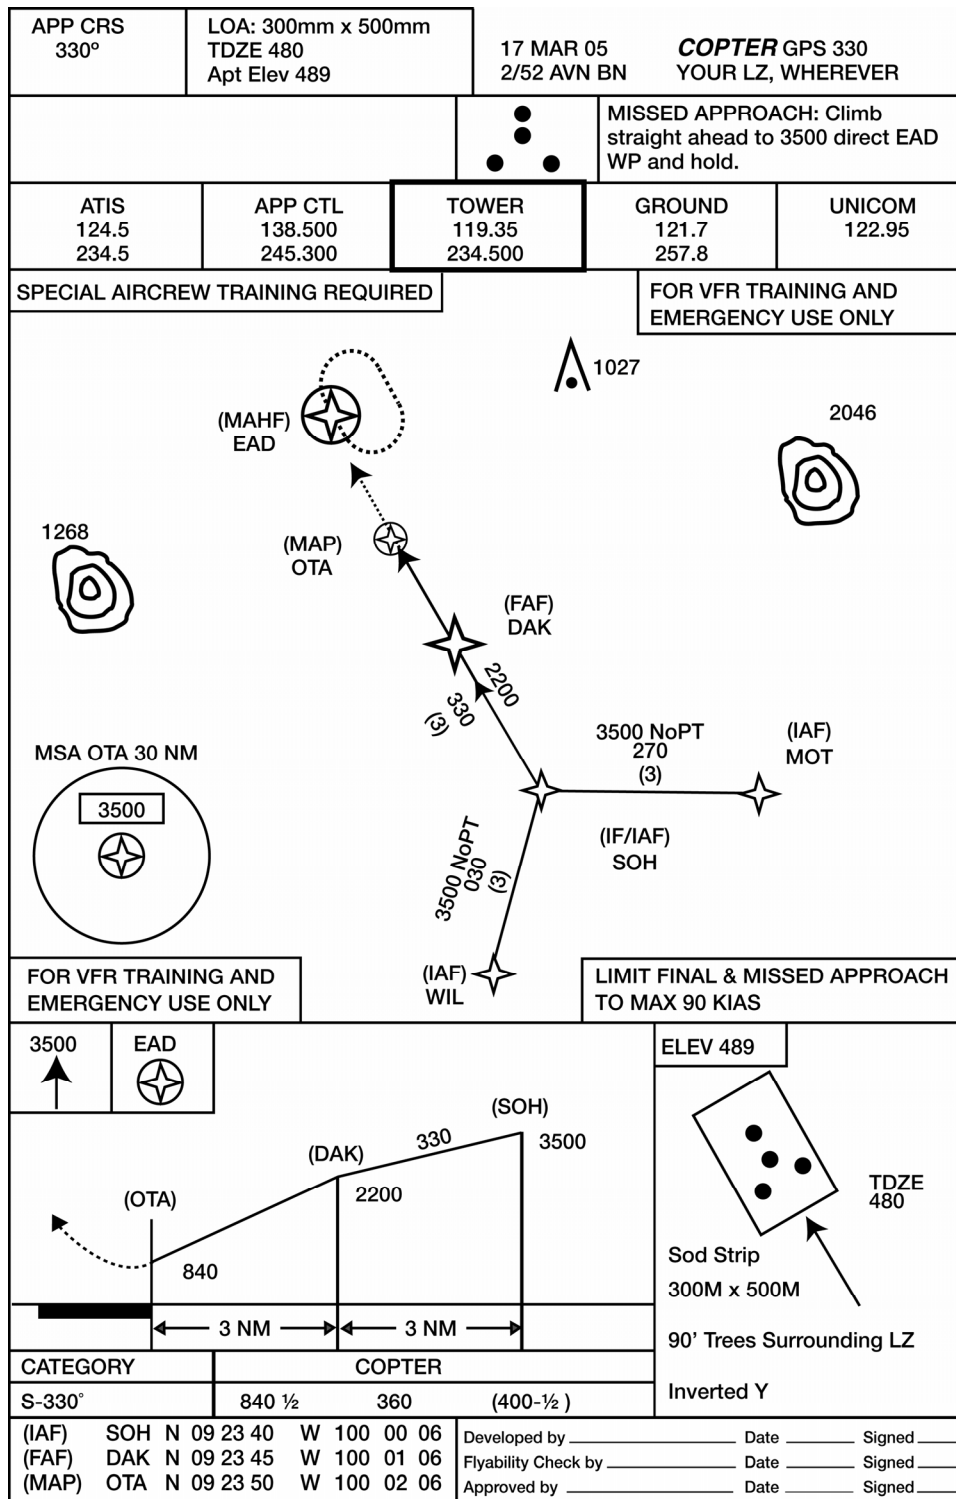 APP CRS
330º
LOA: 300mm x 500mm
TDZE 480
Apt Elev 489
17 MAR 05
2/52 AVN BN
COPTER GPS 330
YOUR LZ, WHEREVER
MISSED APPROACH: Climb
straight ahead to 3500 direct EAD
WP and hold.
ATIS
124.5
234.5
APP CTL
138.500
245.300
TOWER
119.35
234.500
GROUND
121.7
257.8
UNICOM
122.95
SPECIAL AIRCREW TRAINING REQUIRED
FOR VFR TRAINING AND
EMERGENCY USE ONLY
1027
2046
(MAHF)
EAD
1268
(MAP)
OTA
(FAF)
DAK
2200
330
(3)
3500 NoPT
270
(3)
(IAF)
MOT
(IF/IAF)
SOH
3500 NoPT
030
(3)
(IAF)
WIL
MSA OTA 30 NM
3500
FOR VFR TRAINING AND
EMERGENCY USE ONLY
LIMIT FINAL & MISSED APPROACH
TO MAX 90 KIAS
3500
EAD
(SOH)
330
3500
(DAK)
2200
(OTA)
840
3 NM
3 NM
ELEV 489
TDZE
480
Sod Strip
300M x 500M
90’ Trees Surrounding LZ
Inverted Y
CATEGORY
COPTER
S-330°
840 ½ 360 (400-½ )
(IAF) SOH N 09 23 40 W 100 00 06
(FAF) DAK N 09 23 45 W 100 01 06
(MAP) OTA N 09 23 50 W 100 02 06
Developed by Date Signed
Flyability Check by Date Signed
Approved by Date Signed